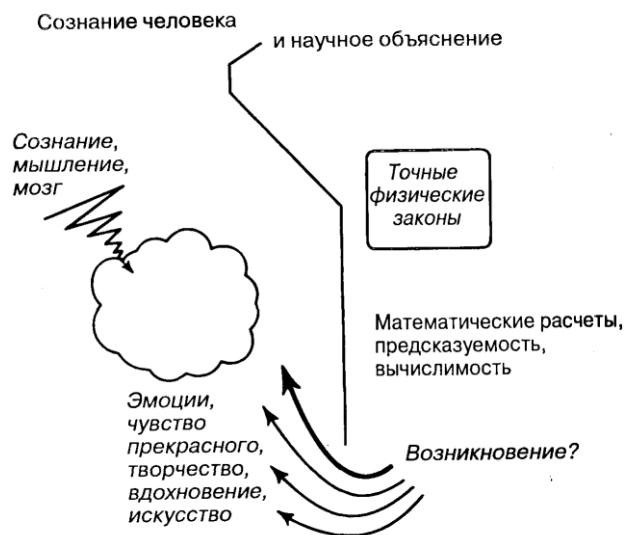 Сознание человека
и научное объяснение
Сознание,
мышление,
мозг
Точные
физические
законы
Математические расчеты,
предсказуемость,
вычислимость
Эмоции,
чувство
прекрасного,
творчество,
вдохновение,
искусство
Возникновение?